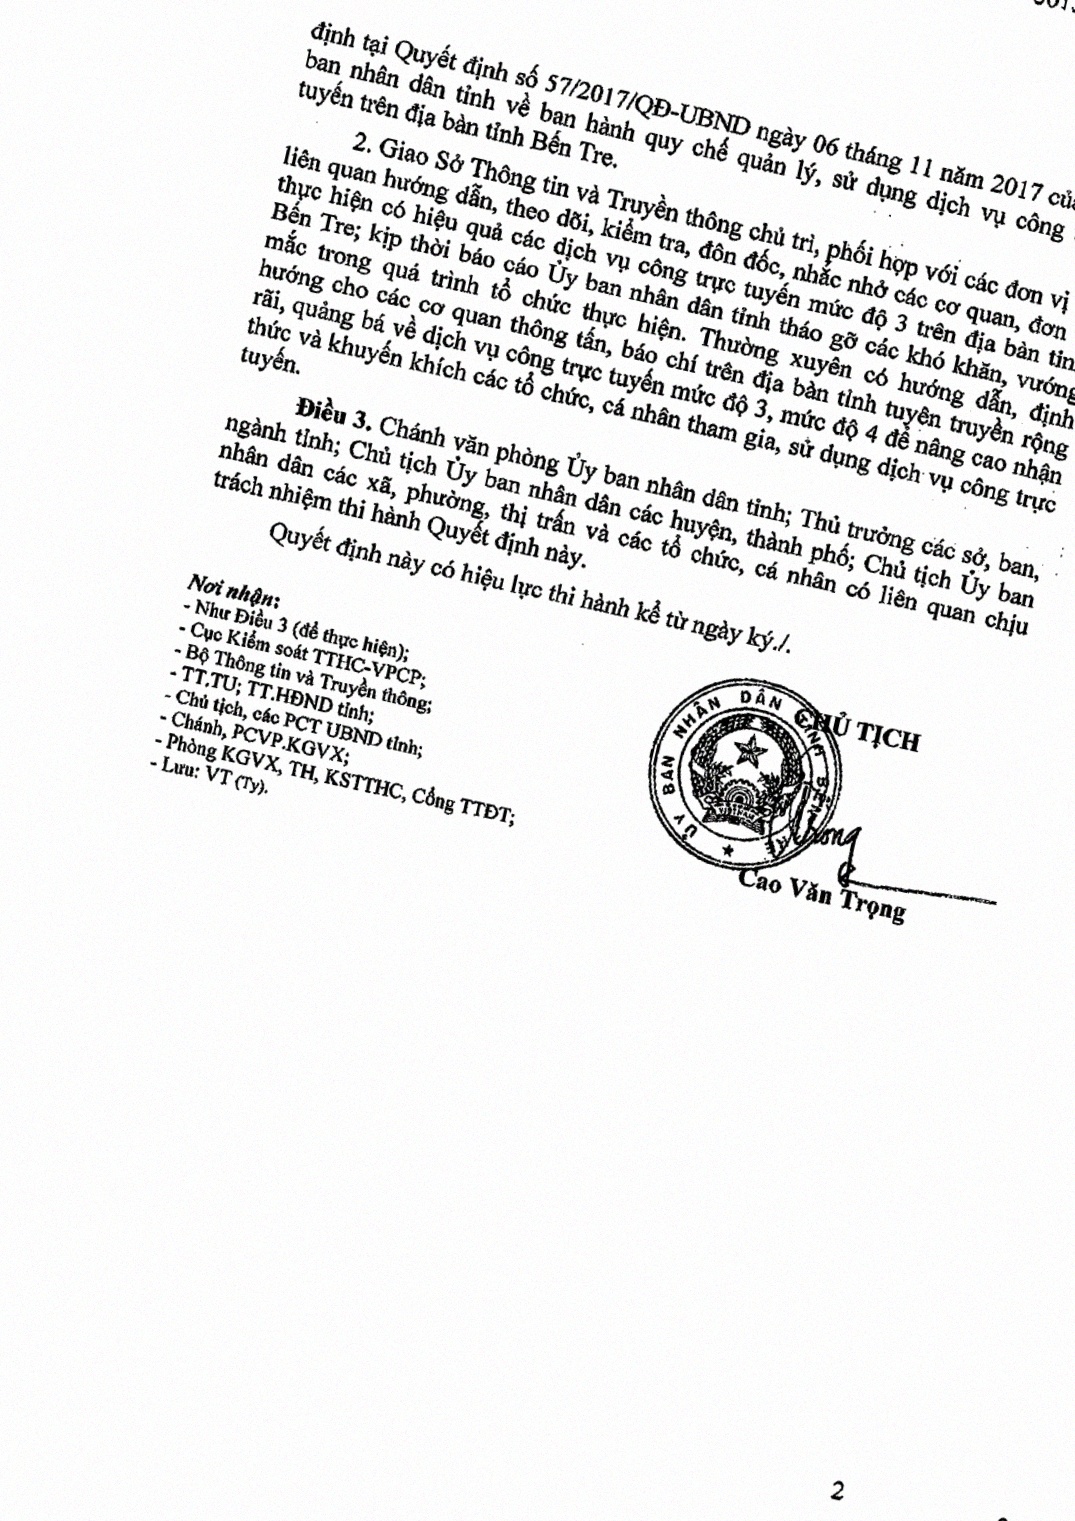 định tại Quyết định số 57/2017/QĐ-UBND ngày 06 tháng 11 năm 2017 của
ban nhân dân tỉnh về ban hành quy chế quản lý, sử dụng dịch vụ công
tuyến trên địa bàn tỉnh Bến Tre.
2. Giao Sở Thông tin và Truyền thông chủ trì, phối hợp với các đơn vị
liên quan hướng dẫn, theo dõi, kiểm tra, đôn đốc, nhắc nhở các cơ quan, đơn
thực hiện có hiệu quả các dịch vụ công trực tuyến mức độ 3 trên địa bàn tỉn
Bến Tre; kịp thời báo cáo Ủy ban nhân dân tỉnh tháo gỡ các khó khăn, vướng
mắc trong quá trình tổ chức thực hiện. Thường xuyên có hướng dẫn, định
hướng cho các cơ quan thông tấn, báo chí trên địa bàn tỉnh tuyên truyền rộng
rãi, quảng bá về dịch vụ công trực tuyến mức độ 3, mức độ 4 để nâng cao nhận
thức và khuyến khích các tổ chức, cá nhân tham gia, sử dụng dịch vụ công trực
tuyến.
Điều 3. Chánh văn phòng Ủy ban nhân dân tỉnh; Thủ trưởng các sở, ban,
ngành tỉnh; Chủ tịch Ủy ban nhân dân các huyện, thành phố; Chủ tịch Ủy ban
nhân dân các xã, phường, thị trấn và các tổ chức, cá nhân có liên quan chịu
trách nhiệm thi hành Quyết định này.
Quyết định này có hiệu lực thi hành kể từ ngày ký./.
Nơi nhận:
- Như Điều 3 (để thực hiện);
- Cục Kiểm soát TTHC-VPCP;
- Bộ Thông tin và Truyền thông;
- TT.TU; TT.HĐND tỉnh;
- Chủ tịch, các PCT UBND tỉnh;
- Chánh, PCVP.KGVX;
- Phòng KGVX, TH, KSTTHC, Cổng TTĐT;
- Lưu: VT (Ty).
CHỦ TỊCH
ỦY BAN NHÂN DÂN TỈNH BẾN TRE
VIỆT NAM
Trong
Cao Văn Trọng
2